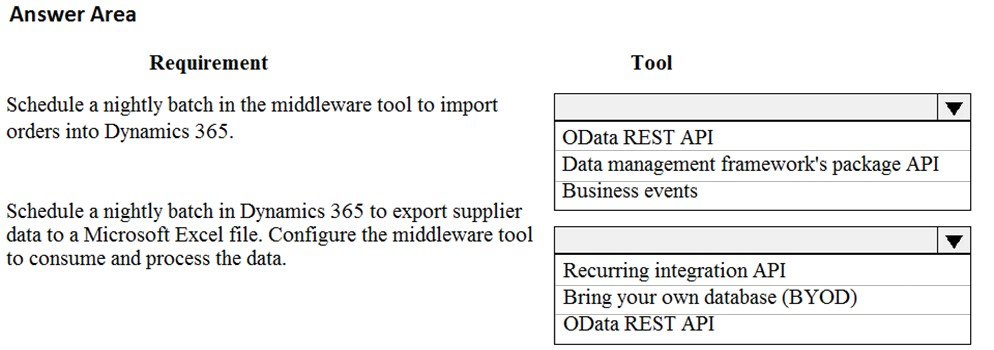 Answer Area
Requirement
Tool
Schedule a nightly batch in the middleware tool to import
orders into Dynamics 365.
OData REST API
Data management framework's package API
Business events
Schedule a nightly batch in Dynamics 365 to export supplier
data to a Microsoft Excel file. Configure the middleware tool
to consume and process the data.
Recurring integration API
Bring your own database (BYOD)
OData REST API